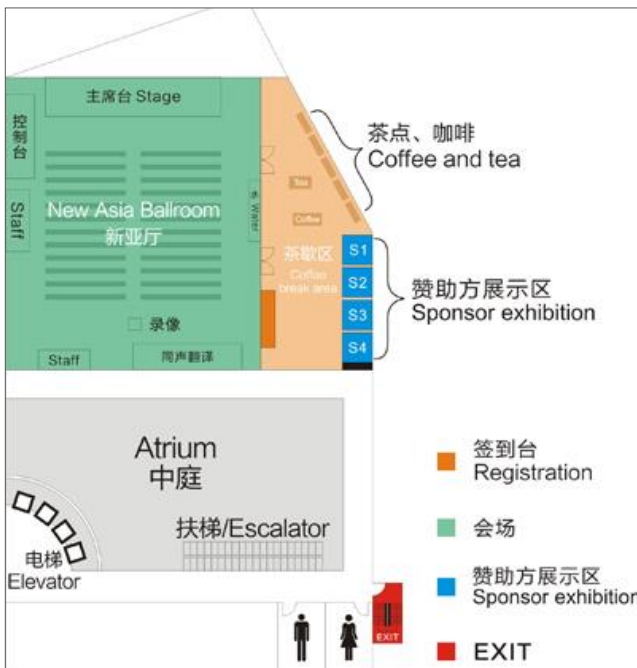 主席台 Stage
控制台
Staff
New Asia Ballroom
新亚厅
水 Water
录像
Staff
同声翻译
Tea
Coffee
茶歇区
Coffee
break area
茶点、咖啡
Coffee and tea
S1
S2
S3
S4
赞助方展示区
Sponsor exhibition
Atrium
中庭
扶梯/Escalator
电梯
Elevator
EXIT
签到台
Registration
会场
赞助方展示区
Sponsor exhibition
EXIT